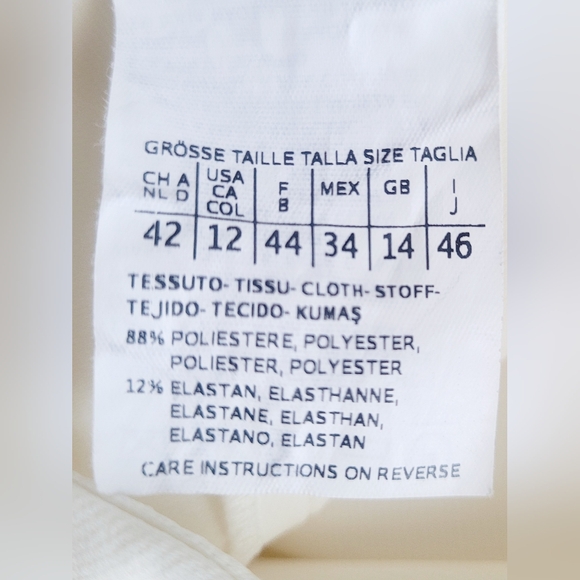 GRÖSSE TAILLE TALLA SIZE TAGLIA
CH A NL D USA CA COL F B MEX GB I J
42 12 44 34 14 46
TESSUTO- TISSU- CLOTH- STOFF-
TEJIDO- TECIDO- KUMAŞ
88% POLIESTERE, POLYESTER,
POLIESTER, POLYESTER
12% ELASTAN, ELASTHANNE,
ELASTANE, ELASTHAN,
ELASTANO, ELASTAN
CARE INSTRUCTIONS ON REVERSE